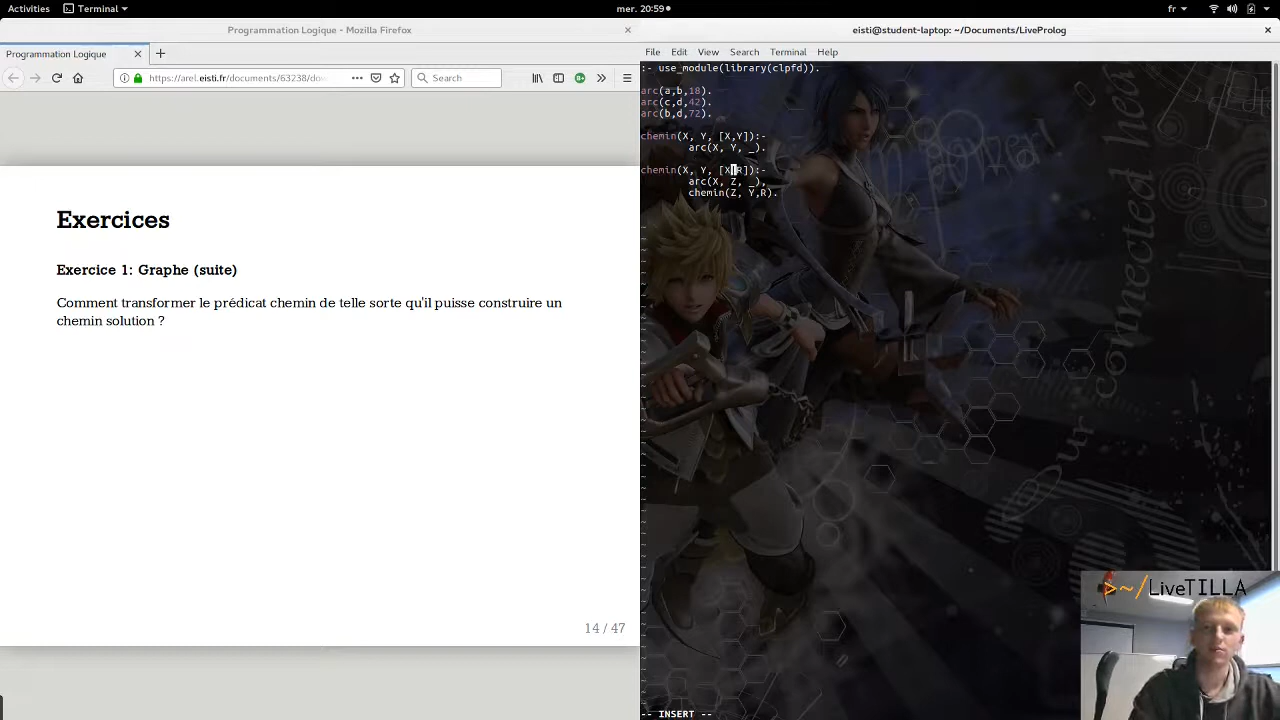 Activities Terminal mer. 20:59 fr
Programmation Logique - Mozilla Firefox
eisti@student-laptop: ~/Documents/LiveProlog
Programmation Logique
File Edit View Search Terminal Help
https://arel.eisti.fr/documents/63238/dow
Search
:- use_module(library(clpfd)).
arc(a,b,18).
arc(c,d,42).
arc(b,d,72).
chemin(X, Y, [X,Y]):-
arc(X, Y, _).
chemin(X, Y, [X|R]):-
arc(X, Z, _),
chemin(Z, Y,R).
Exercices
Exercice 1: Graphe (suite)
Comment transformer le prédicat chemin de telle sorte qu'il puisse construire un
chemin solution ?
14 / 47
connected hearts
>~/LiveTILLA
-- INSERT --